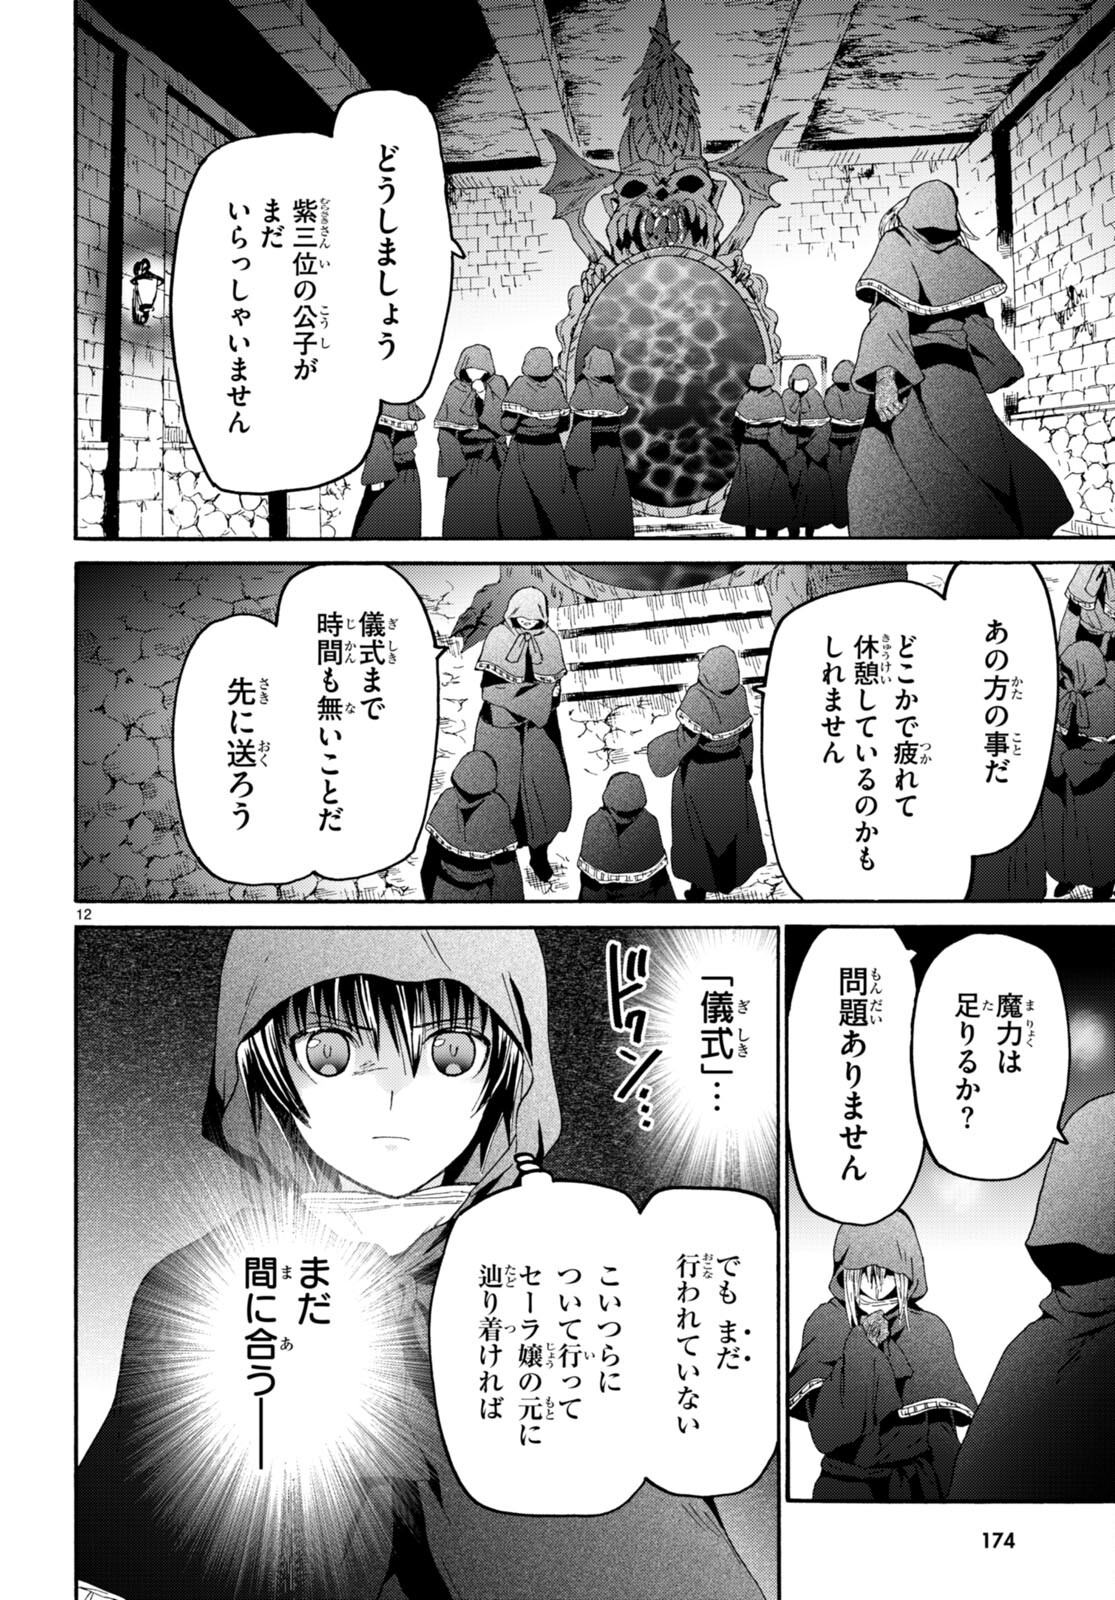 どうしましょう
紫三位の公子が
まだ
いらっしゃいません
あの方の事だ
どこかで疲れて
休憩しているのかも
しれません
儀式まで
時間も無いことだ
先に送ろう
12
魔力は
足りるか?
問題ありません
「儀式」…
ドクン
でも まだ
行われていない
こいつらに
ついて行って
セーラ嬢の元に
辿り着ければ
まだ
間に合う――
174